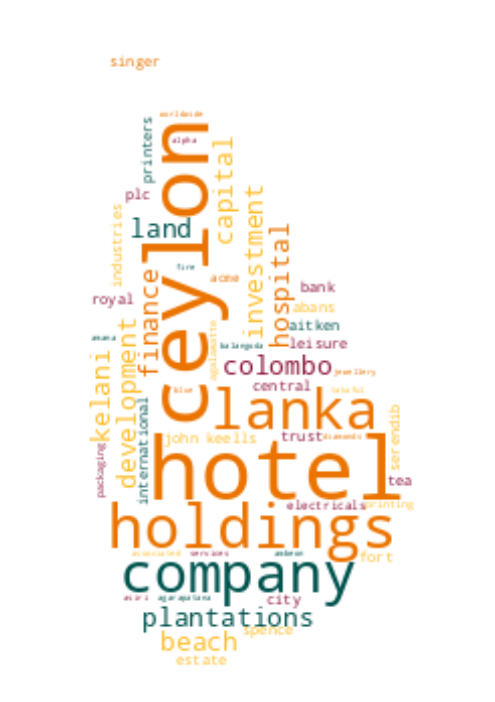 singer
worldwide
printers
ceylon
alpha
capital
plc
investment
industries
land
hospital
fire
finance
acme
bank
royal
abans
development
aitken
kelani
agalawatte
balangoda
leisure
colombo
jewellery
central
blue
lanka
takaful
international
serendib
john keells
trust
diamonds
hotel
packaging
tea
electricals
printing
holdings
associated
services
fort
company
asiri
agarapatana
city
plantations
spence
beach
estate